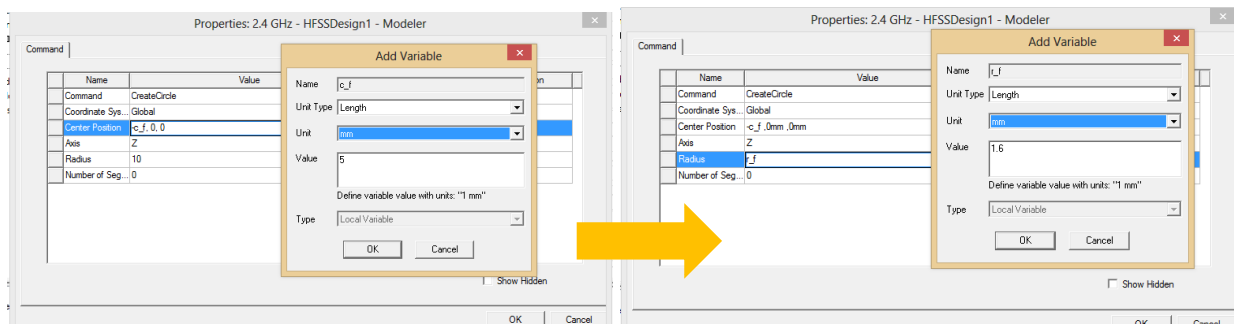 Properties: 2.4 GHz - HFSSDesign1 - Modeler
Command
Name Value
Command CreateCircle
Coordinate Sys... Global
Center Position -c_f, 0, 0
Axis Z
Radius 10
Number of Seg... 0
Show Hidden
OK Cancel
Add Variable
Name c_f
Unit Type Length
Unit mm
Value 5
Define variable value with units: "1 mm"
Type Local Variable
OK Cancel
Properties: 2.4 GHz - HFSSDesign1 - Modeler
Command
Name Value
Command CreateCircle
Coordinate Sys... Global
Center Position -c_f ,0mm ,0mm
Axis Z
Radius r_f
Number of Seg... 0
Show Hidden
OK Cancel
Add Variable
Name r_f
Unit Type Length
Unit mm
Value 1.6
Define variable value with units: "1 mm"
Type Local Variable
OK Cancel